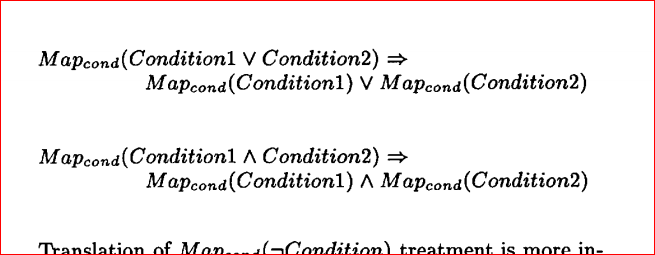 Map_cond(Condition1 ∨ Condition2) ⇒
Map_cond(Condition1) ∨ Map_cond(Condition2)
Map_cond(Condition1 ∧ Condition2) ⇒
Map_cond(Condition1) ∧ Map_cond(Condition2)
Translation of Map_cond(¬Condition) treatment is more in-